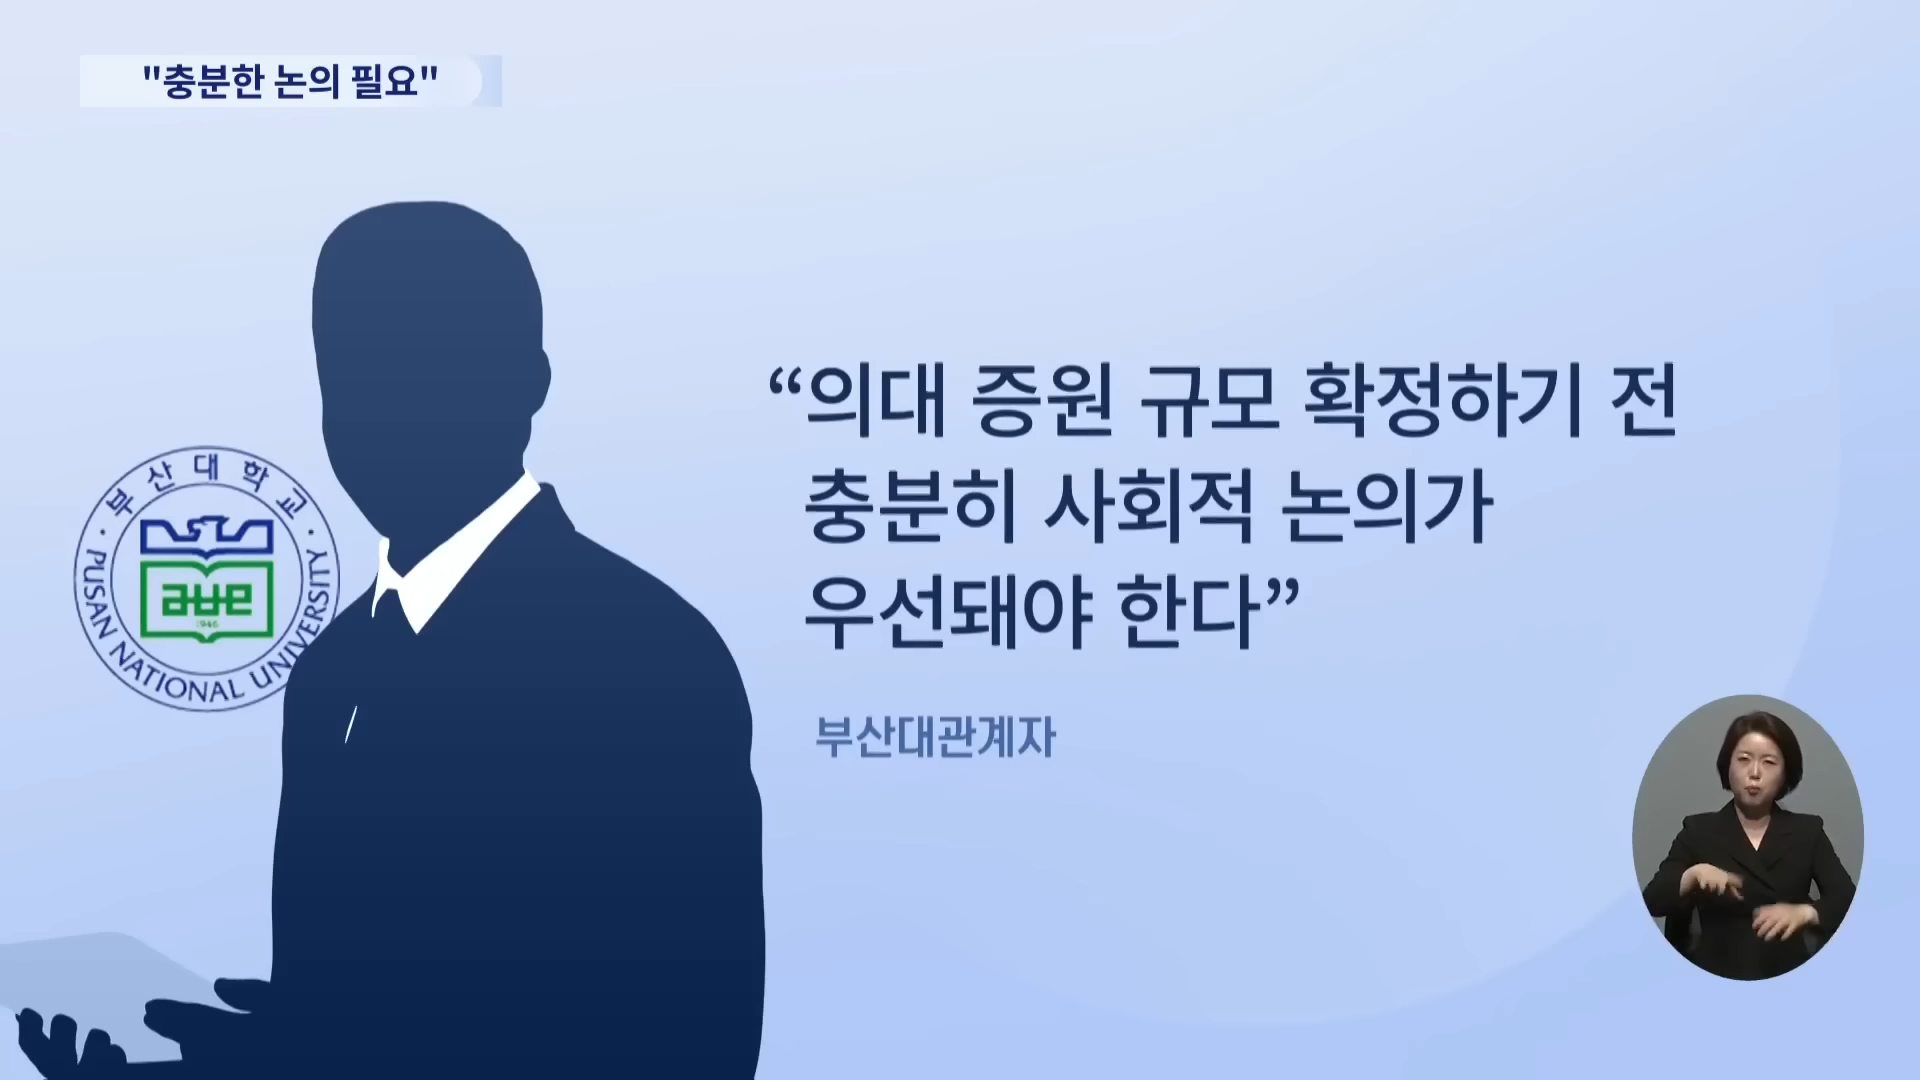 "충분한 논의 필요"
“의대 증원 규모 확정하기 전
충분히 사회적 논의가
우선돼야 한다”
부산대관계자
부산대학교
PUSAN NATIONAL UNIVERSITY
1946